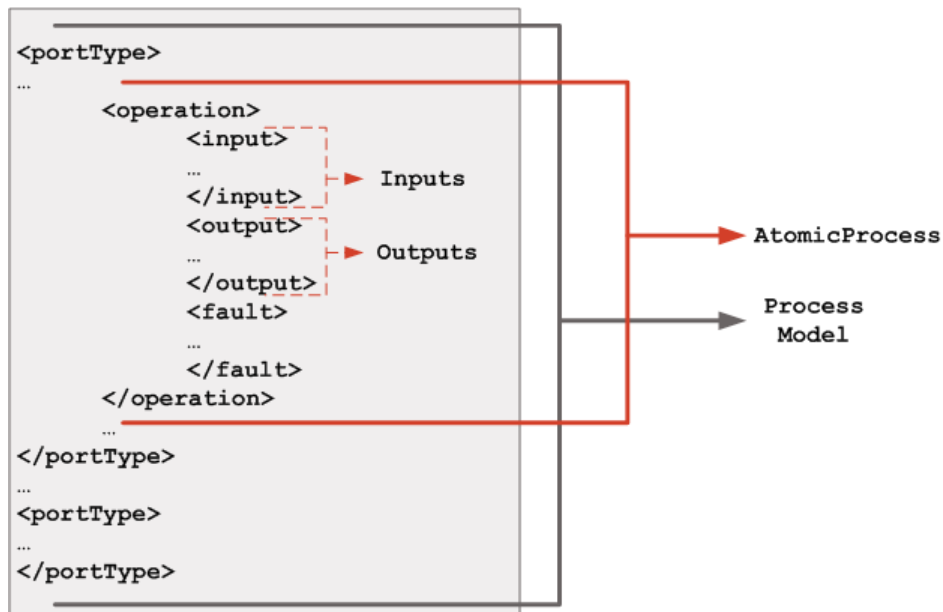 <portType>
…
<operation>
<input>
…
</input>
<output>
…
</output>
<fault>
…
</fault>
</operation>
…
</portType>
…
<portType>
…
</portType>
Inputs
Outputs
AtomicProcess
Process
Model